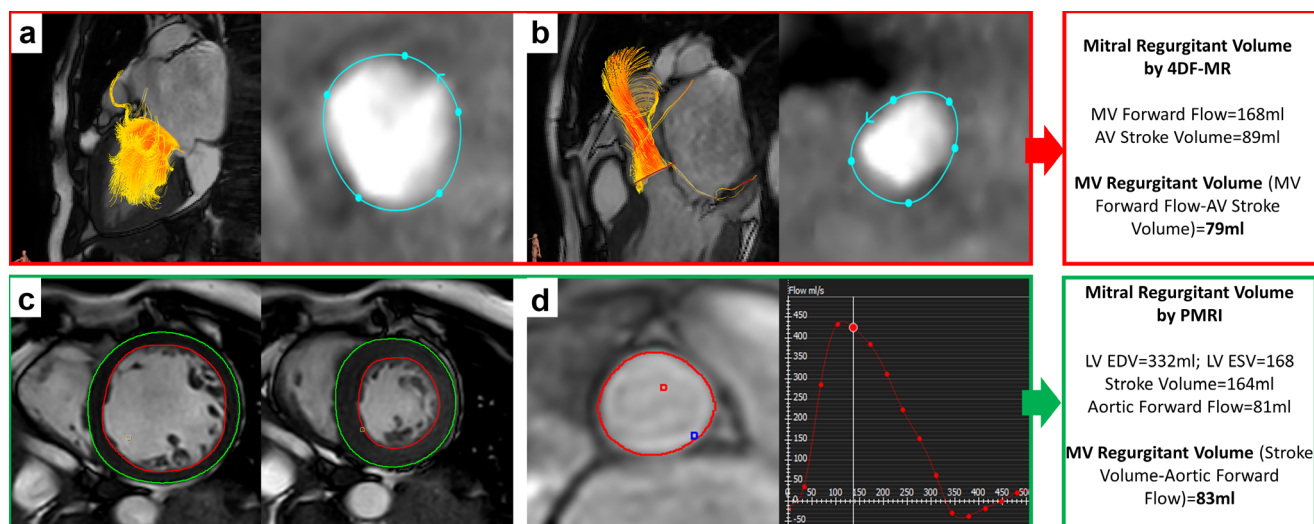 a
b
Mitral Regurgitant Volume
by 4DF-MR
MV Forward Flow=168ml
AV Stroke Volume=89ml
MV Regurgitant Volume (MV
Forward Flow-AV Stroke
Volume)=79ml
c
d
Flow ml/s
450
400
350
300
250
200
150
100
50
-50
50 100 150 200 250 300 350 400 450 500
Mitral Regurgitant Volume
by PMRI
LV EDV=332ml; LV ESV=168
Stroke Volume=164ml
Aortic Forward Flow=81ml
MV Regurgitant Volume (Stroke
Volume-Aortic Forward
Flow)=83ml